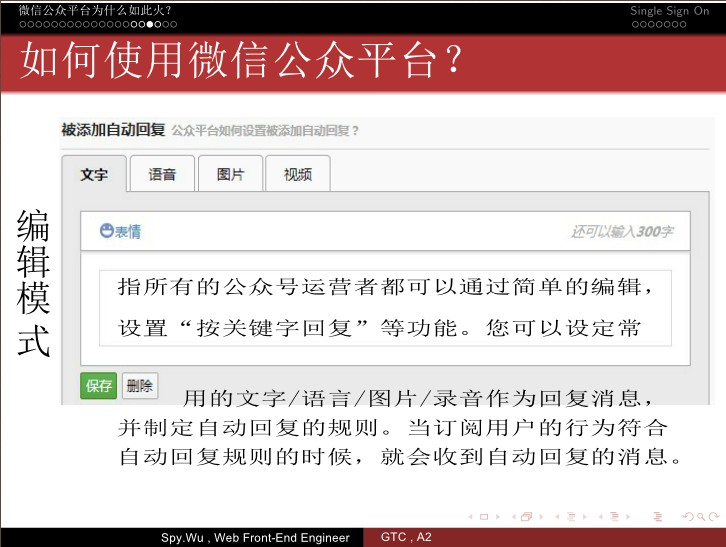 微信公众平台为什么如此火?
Single Sign On
如何使用微信公众平台?
被添加自动回复 公众平台如何设置被添加自动回复?
文字 语音 图片 视频
编辑模式
表情
还可以输入300字
指所有的公众号运营者都可以通过简单的编辑,
设置“按关键字回复”等功能。您可以设定常
保存 删除
用的文字/语言/图片/录音作为回复消息,
并制定自动回复的规则。当订阅用户的行为符合
自动回复规则的时候，就会收到自动回复的消息。
Spy.Wu , Web Front-End Engineer
GTC , A2